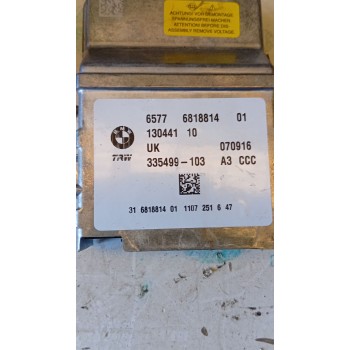 ACHTUNG! VOR DEMONTAGE
SPANNUNGSFREI MACHEN
ATTENTION! BEFORE DIS-
ASSEMBLY REMOVE VOLTAGE
6577 6818814 01
130441 10
UK 070916
TRW
335499-103 A3 CCC
31 6818814 01 1107 251 6 47